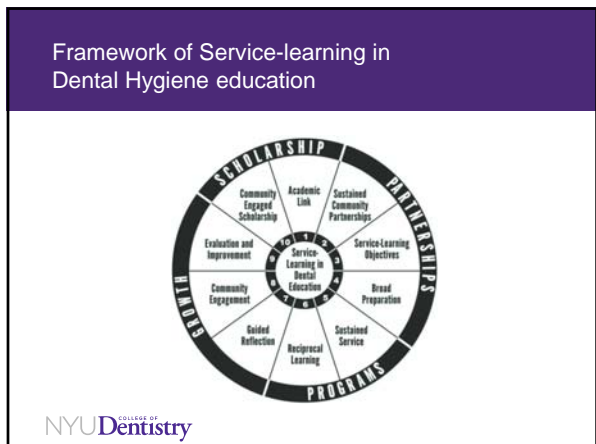 Framework of Service-learning in
Dental Hygiene education
SCHOLARSHIP
PARTNERSHIPS
PROGRAMS
GROWTH
Academic
Link
Sustained
Community
Partnerships
Service-Learning
Objectives
Broad
Preparation
Sustained
Service
Reciprocal
Learning
Guided
Reflection
Community
Engagement
Evaluation and
Improvement
Community
Engaged
Scholarship
1
2
3
4
5
6
7
8
9
10
Service-
Learning in
Dental
Education
NYU COLLEGE OF Dentistry